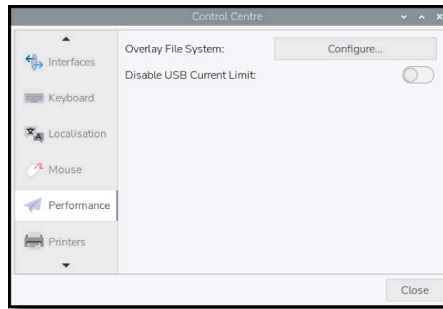 Control Centre
Interfaces
Keyboard
Localisation
Mouse
Performance
Printers
Overlay File System:
Configure...
Disable USB Current Limit:
Close